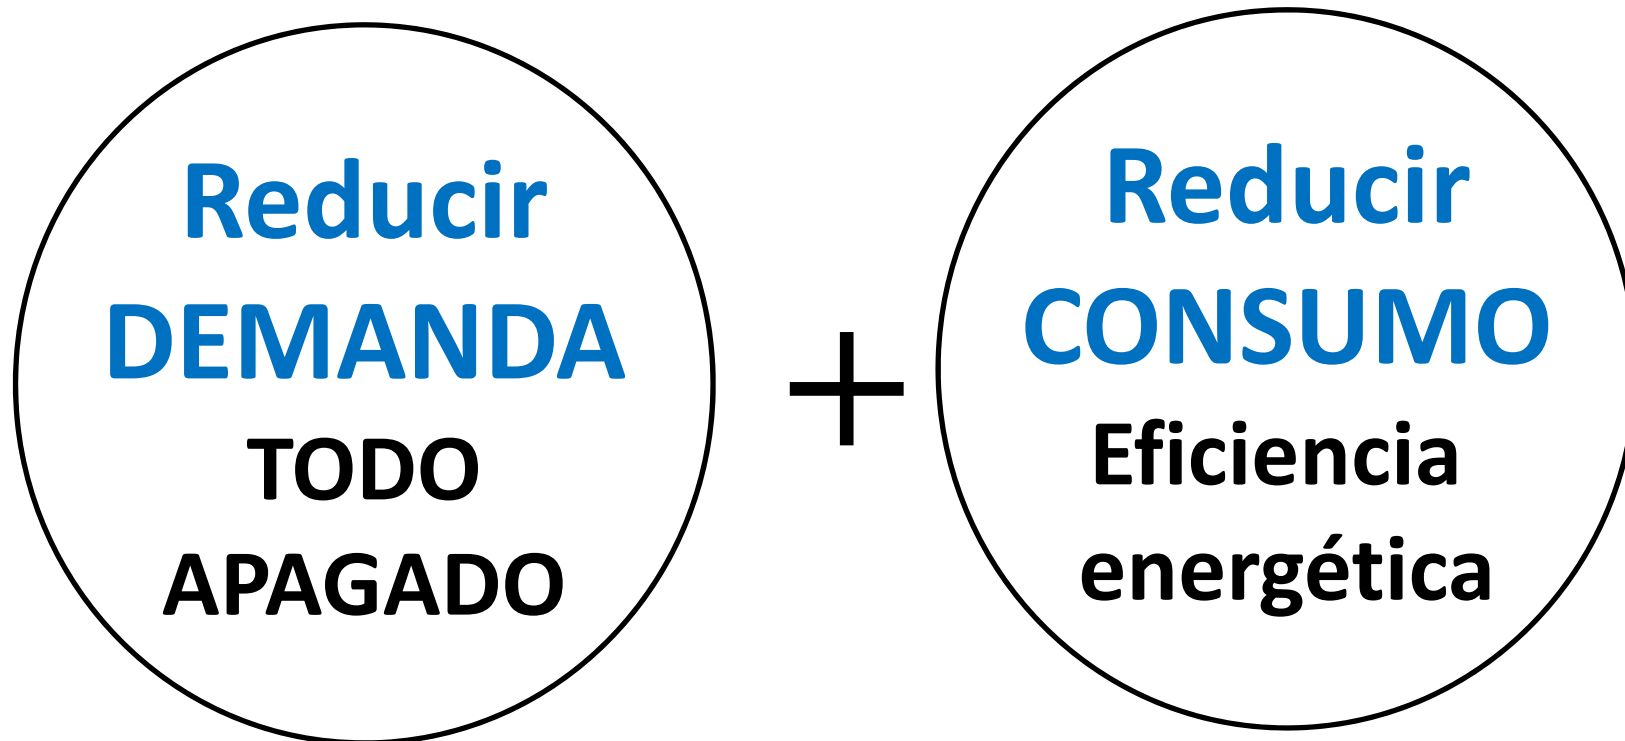 Reducir
DEMANDA
TODO
APAGADO
+
Reducir
CONSUMO
Eficiencia
energética